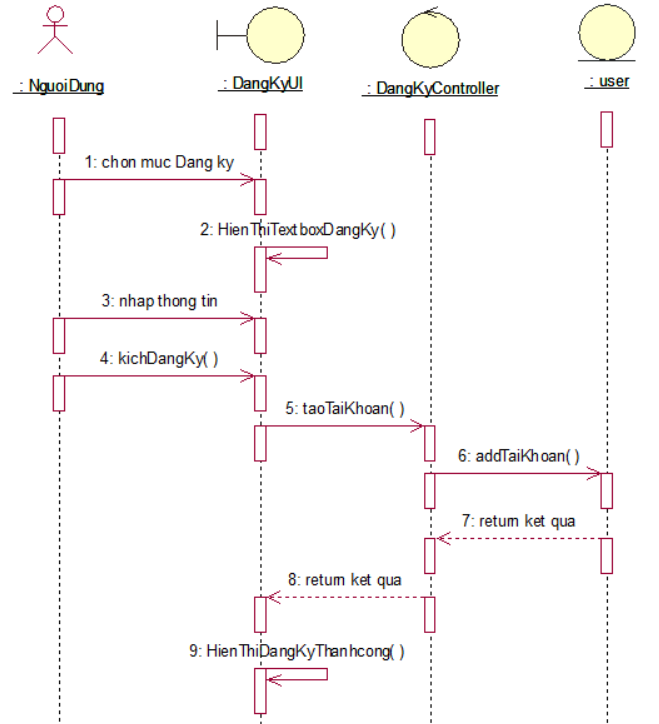 : NguoiDung
: DangKyUI
: DangKyController
: user
1: chon muc Dang ky
2: HienThiTextboxDangKy( )
3: nhap thong tin
4: kichDangKy( )
5: taoTaiKhoan( )
6: addTaiKhoan( )
7: return ket qua
8: return ket qua
9: HienThiDangKyThanhcong( )